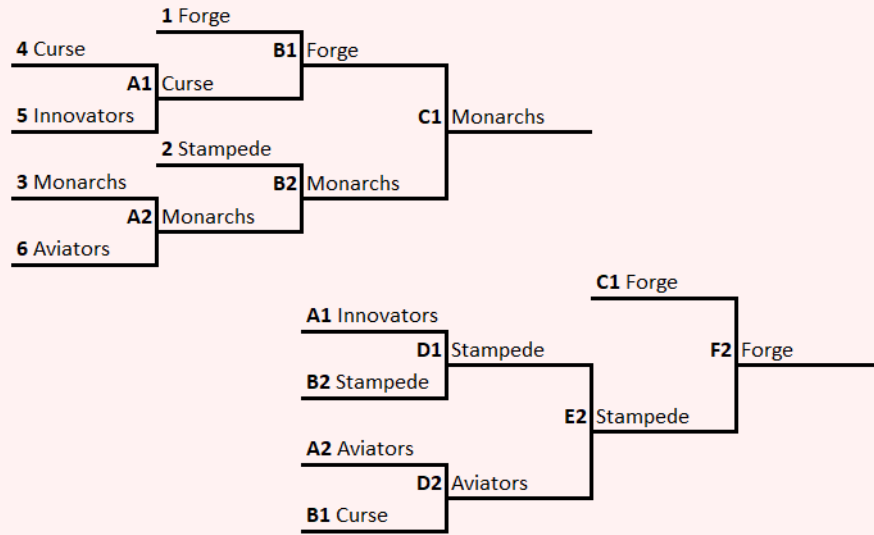 1 Forge
4 Curse
B1 Forge
A1 Curse
5 Innovators
C1 Monarchs
2 Stampede
3 Monarchs
B2 Monarchs
A2 Monarchs
6 Aviators
C1 Forge
A1 Innovators
D1 Stampede
F2 Forge
B2 Stampede
E2 Stampede
A2 Aviators
D2 Aviators
B1 Curse